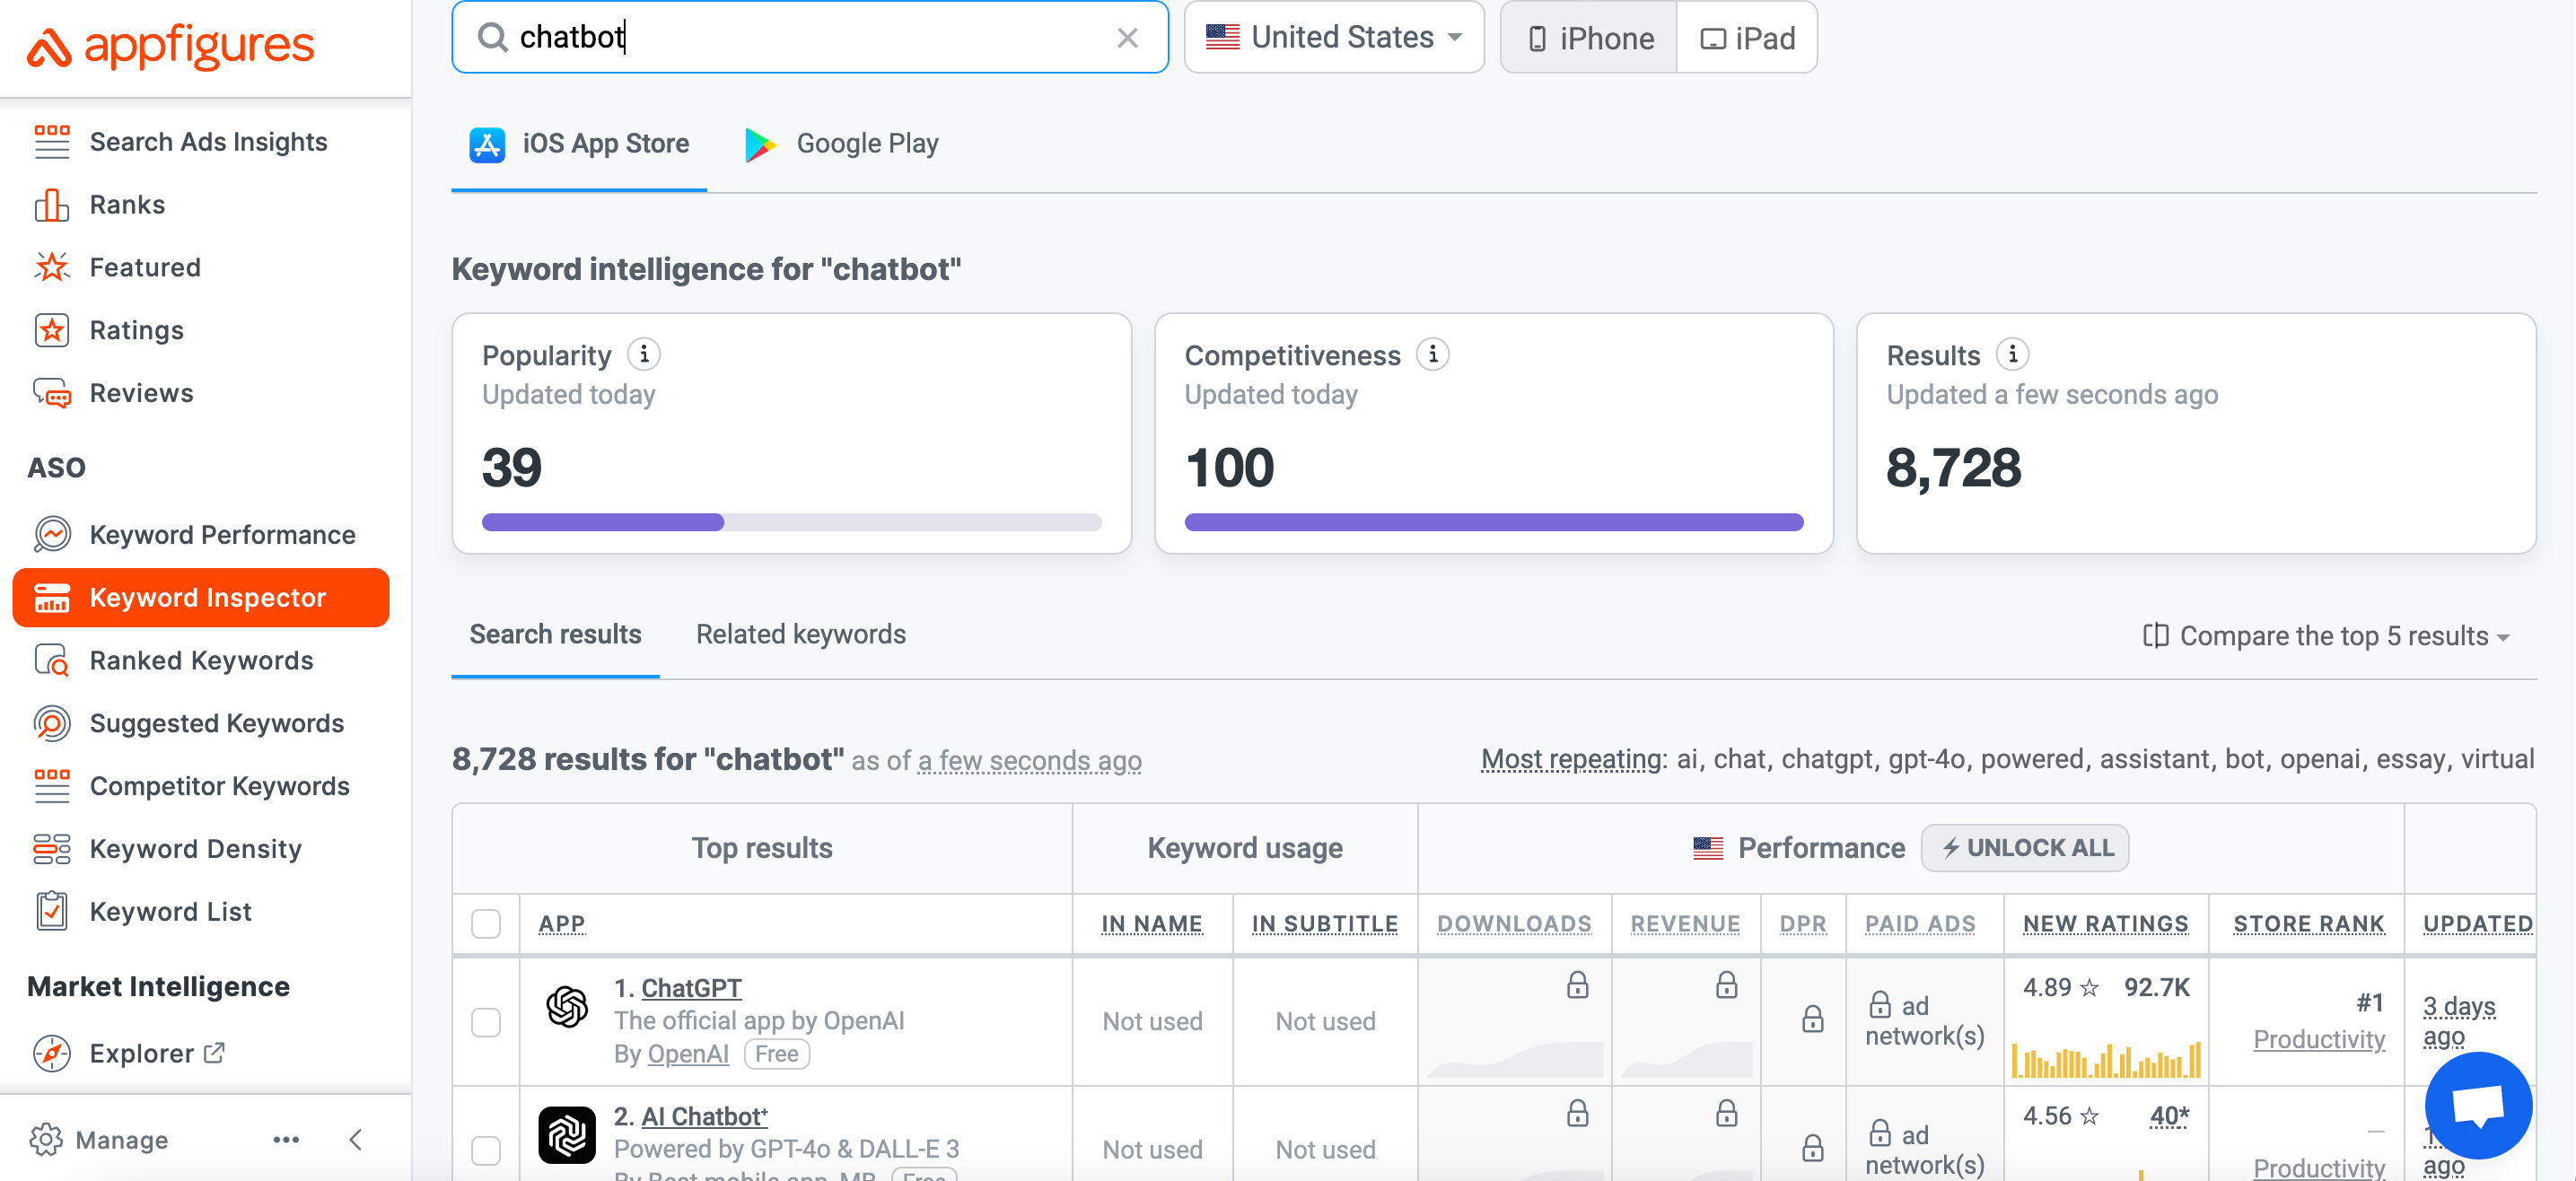 appfigures
Search Ads Insights
Ranks
Featured
Ratings
Reviews
ASO
Keyword Performance
Keyword Inspector
Ranked Keywords
Suggested Keywords
Competitor Keywords
Keyword Density
Keyword List
Market Intelligence
Explorer
Manage
chatbot
United States
iPhone
iPad
iOS App Store
Google Play
Keyword intelligence for "chatbot"
Popularity
Updated today
39
Competitiveness
Updated today
100
Results
Updated a few seconds ago
8,728
Search results
Related keywords
Compare the top 5 results
8,728 results for "chatbot" as of a few seconds ago
Most repeating: ai, chat, chatgpt, gpt-4o, powered, assistant, bot, openai, essay, virtual
Top results
Keyword usage
Performance
UNLOCK ALL
APP
IN NAME
IN SUBTITLE
DOWNLOADS
REVENUE
DPR
PAID ADS
NEW RATINGS
STORE RANK
UPDATED
1. ChatGPT
The official app by OpenAI
By OpenAI Free
Not used
Not used
ad
network(s)
4.89 ☆ 92.7K
#1
Productivity
3 days
ago
2. AI Chatbot⁺
Powered by GPT-4o & DALL-E 3
By Best mobile app. MB Free
Not used
Not used
ad
network(s)
4.56 ☆ 40*
–
Productivity
ago